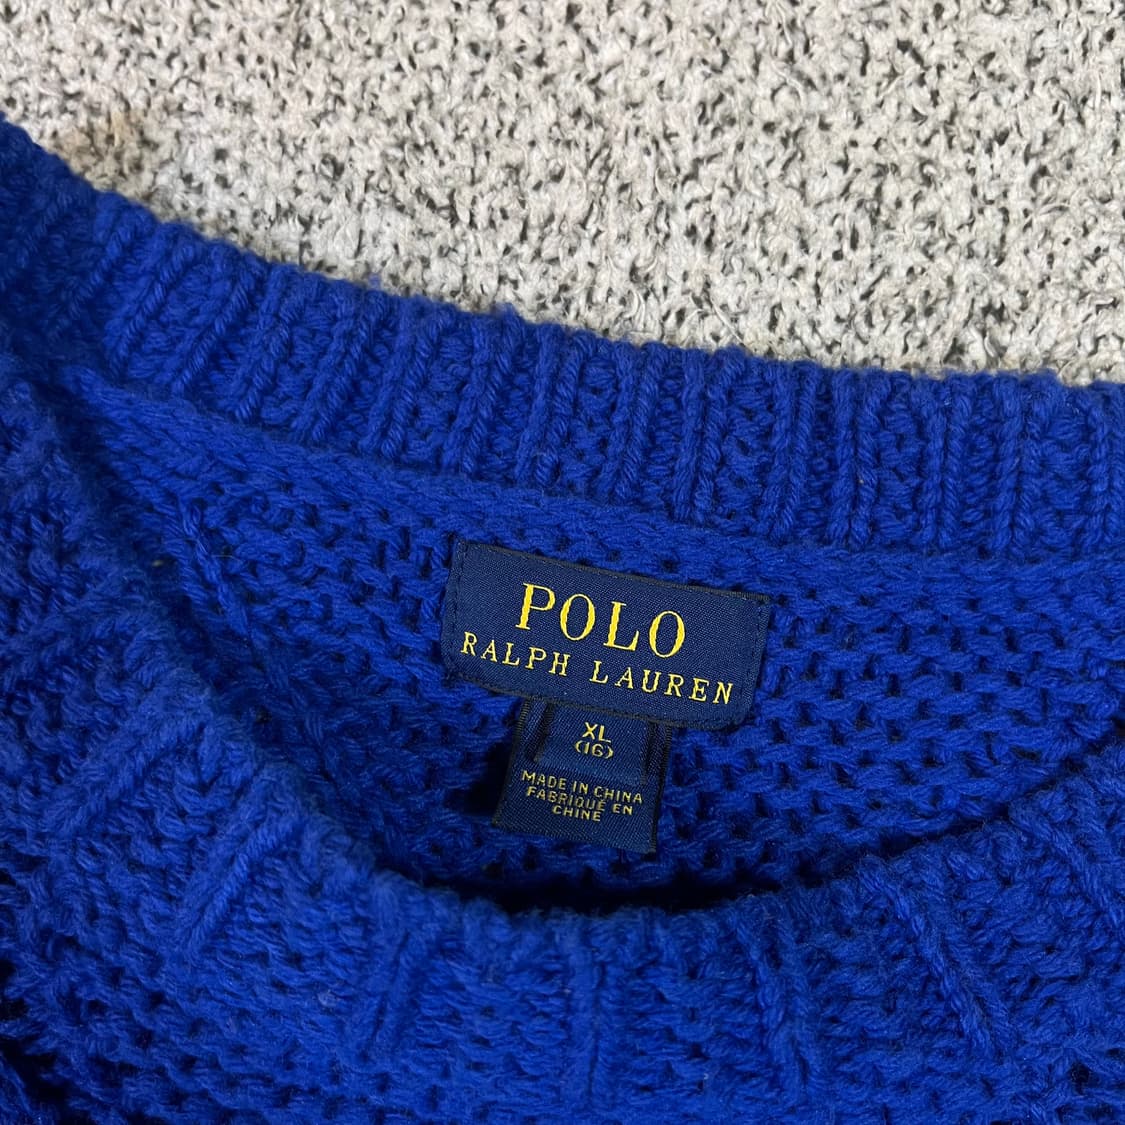 POLO
RALPH LAUREN
XL
(16)
MADE IN CHINA
FABRIQUÉ EN
CHINE